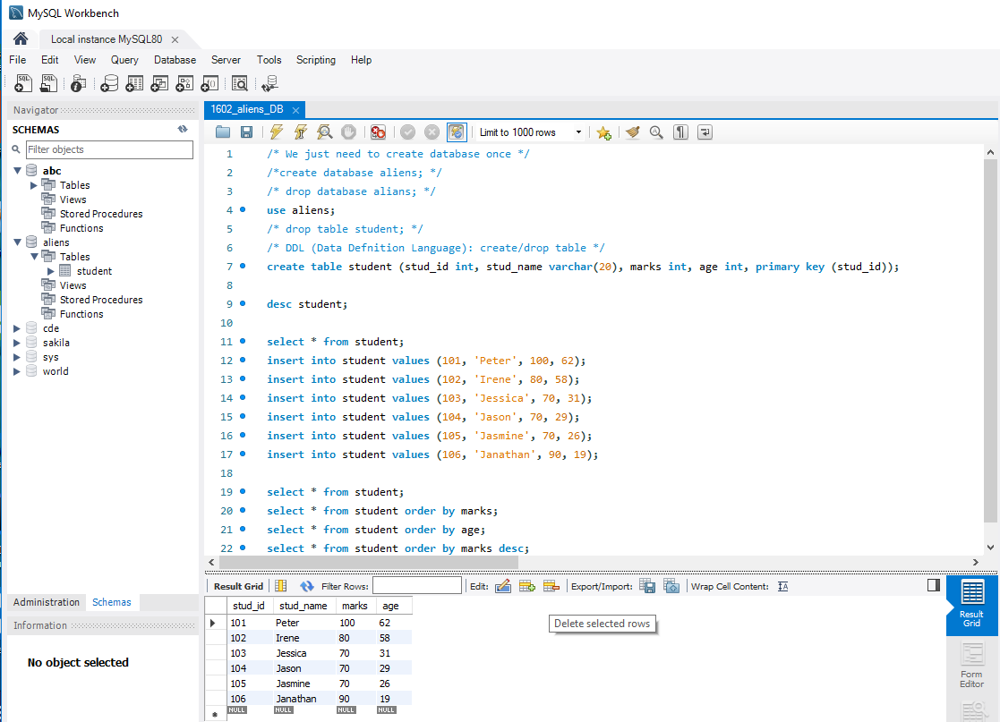 MySQL Workbench
Local instance MySQL80
File Edit View Query Database Server Tools Scripting Help
Navigator
SCHEMAS
Filter objects
abc
Tables
Views
Stored Procedures
Functions
aliens
Tables
student
Views
Stored Procedures
Functions
cde
sakila
sys
world
Administration Schemas
Information
No object selected
1602_aliens_DB
Limit to 1000 rows
1 /* We just need to create database once */
2 /*create database aliens; */
3 /* drop database alians; */
4 use aliens;
5 /* drop table student; */
6 /* DDL (Data Defnition Language): create/drop table */
7 create table student (stud_id int, stud_name varchar(20), marks int, age int, primary key (stud_id));
8
9 desc student;
10
11 select * from student;
12 insert into student values (101, 'Peter', 100, 62);
13 insert into student values (102, 'Irene', 80, 58);
14 insert into student values (103, 'Jessica', 70, 31);
15 insert into student values (104, 'Jason', 70, 29);
16 insert into student values (105, 'Jasmine', 70, 26);
17 insert into student values (106, 'Janathan', 90, 19);
18
19 select * from student;
20 select * from student order by marks;
21 select * from student order by age;
22 select * from student order by marks desc;
Result Grid Filter Rows: Edit: Export/Import: Wrap Cell Content: IA
stud_id stud_name marks age
101 Peter 100 62
102 Irene 80 58
103 Jessica 70 31
104 Jason 70 29
105 Jasmine 70 26
106 Janathan 90 19
NULL NULL NULL NULL
Delete selected rows
Result
Grid
Form
Editor